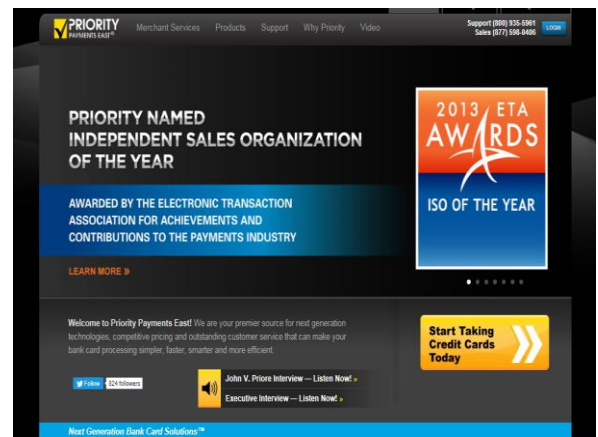 PRIORITY
PAYMENTS EAST®
Merchant Services Products Support Why Priority Video
Support (800) 935-5961
Sales (877) 598-0406
LOGIN
PRIORITY NAMED
INDEPENDENT SALES ORGANIZATION
OF THE YEAR
AWARDED BY THE ELECTRONIC TRANSACTION
ASSOCIATION FOR ACHIEVEMENTS AND
CONTRIBUTIONS TO THE PAYMENTS INDUSTRY
LEARN MORE »
2013 ETA
AWARDS
ISO OF THE YEAR
Welcome to Priority Payments East! We are your premier source for next generation
technologies, competitive pricing and outstanding customer service that can make your
bank card processing simpler, faster, smarter and more efficient.
Start Taking
Credit Cards
Today
Follow 824 followers
John V. Priore Interview — Listen Now! »
Executive Interview — Listen Now! »
Next Generation Bank Card Solutions™